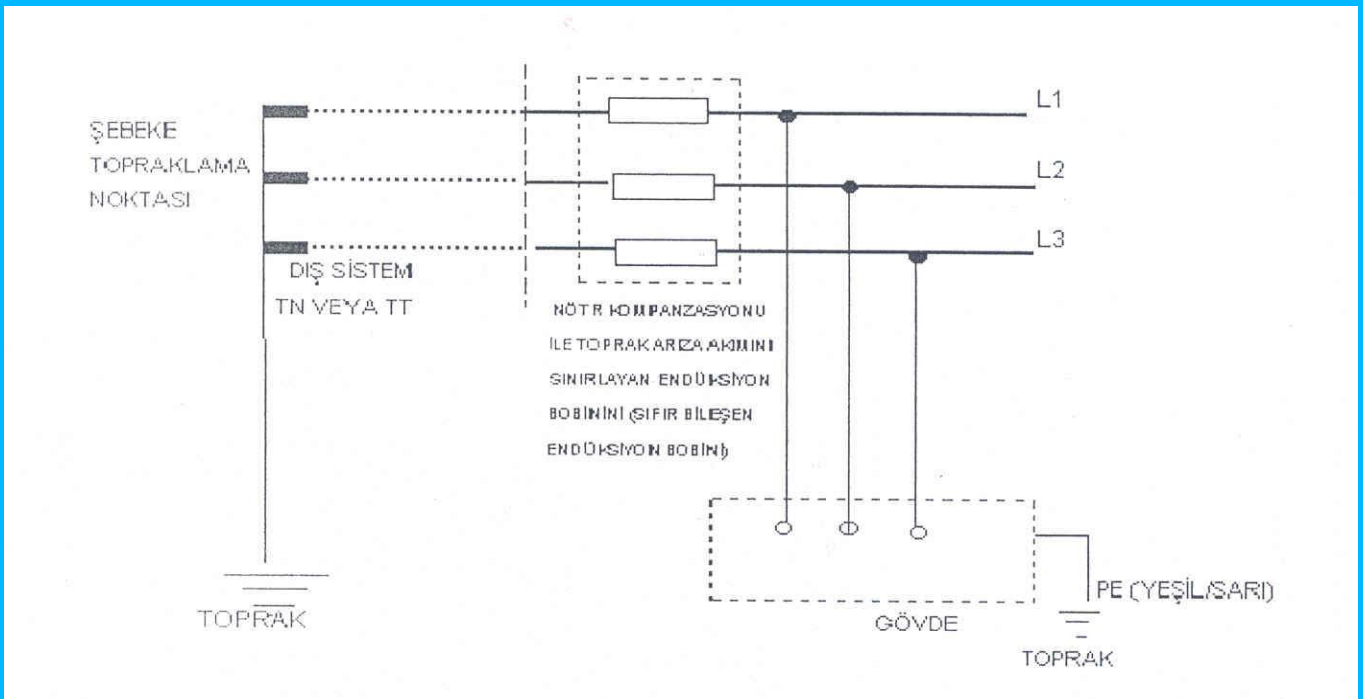 ŞEBEKE
TOPRAKLAMA
NOKTASI
L1
L2
L3
DIŞ SİSTEM
TN VEYA TT
NÖTR KOMPANZASYONU
İLE TOPRAK ARIZA AKIMINI
SINIRLAYAN ENDÜKSİYON
BOBİNİNİ (SIFIR BİLEŞEN
ENDÜKSİYON BOBİNİ)
TOPRAK
GÖVDE
PE (YEŞİL/SARI)
TOPRAK